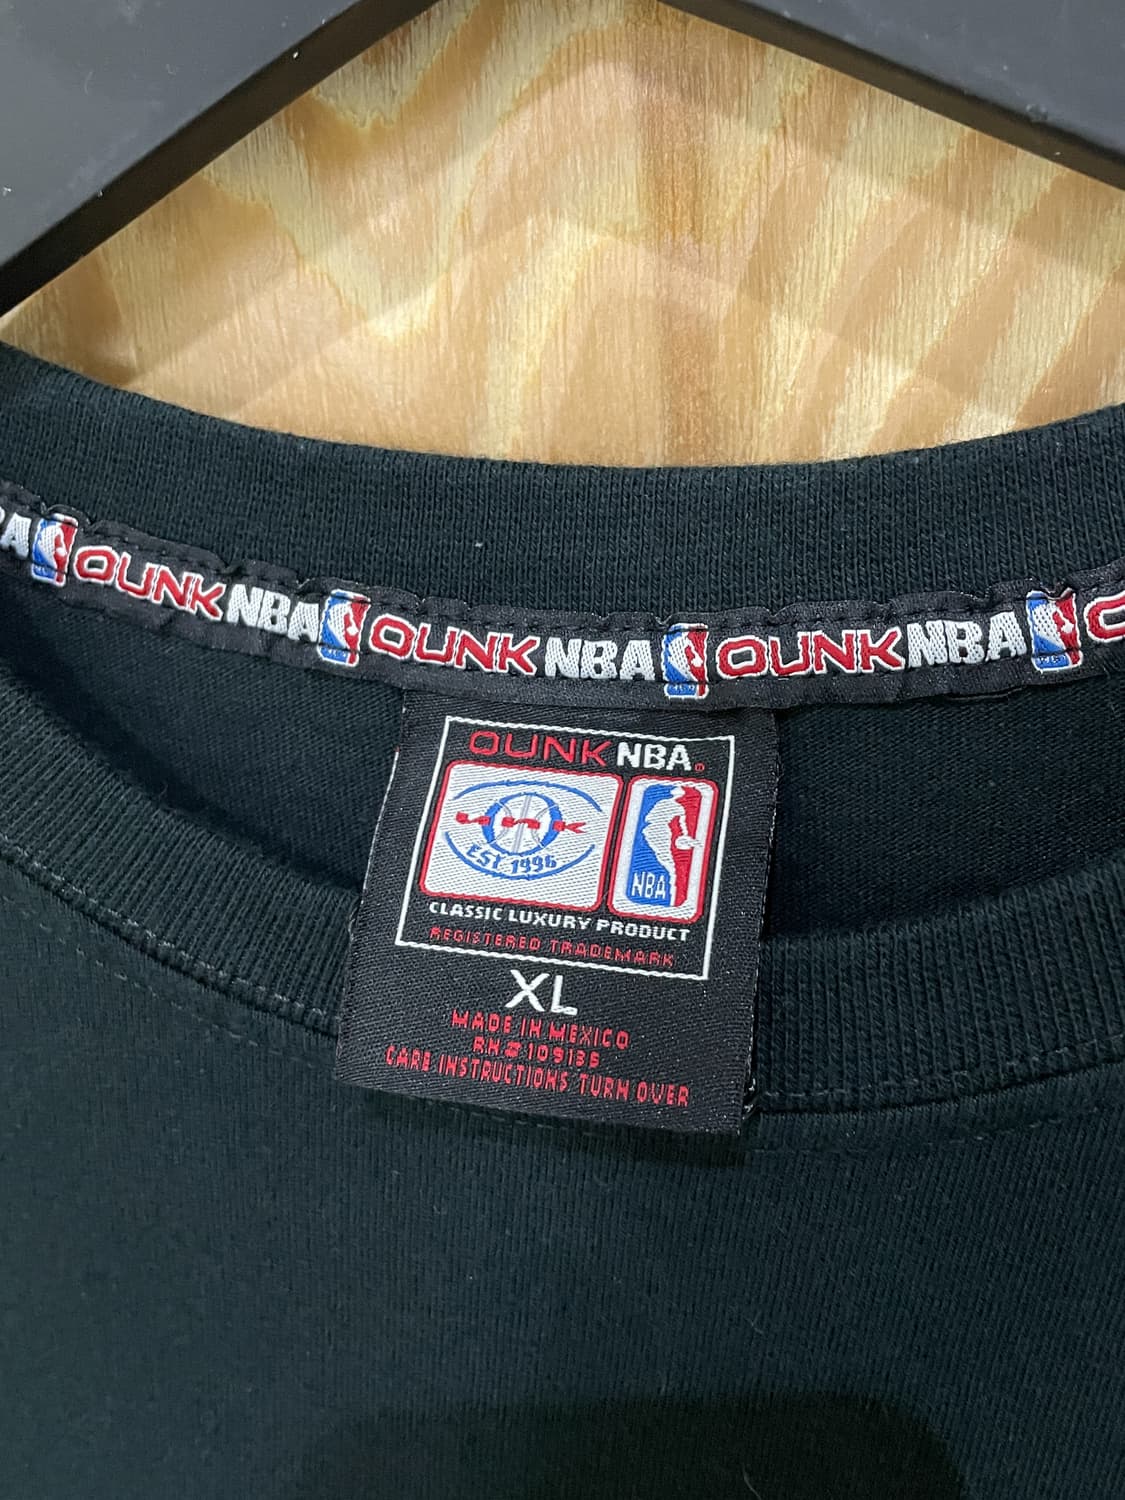 A OUNK NBA OUNK NBA OUNK NBA
OUNK NBA
EST 1996
NBA
CLASSIC LUXURY PRODUCT
REGISTERED TRADEMARK
XL
MADE IN MEXICO
RN#109136
CARE INSTRUCTIONS TURN OVER